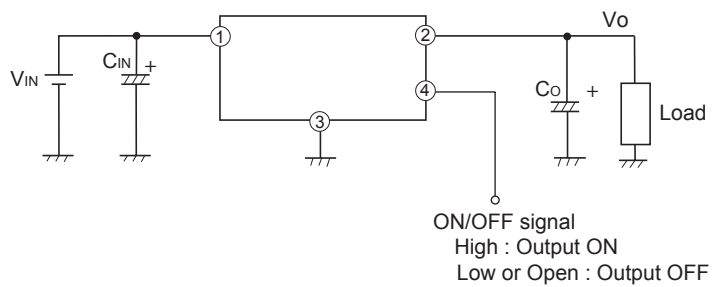 Vo
1
2
CIN
+
VIN
4
CO
+
Load
3
ON/OFF signal
High : Output ON
Low or Open : Output OFF